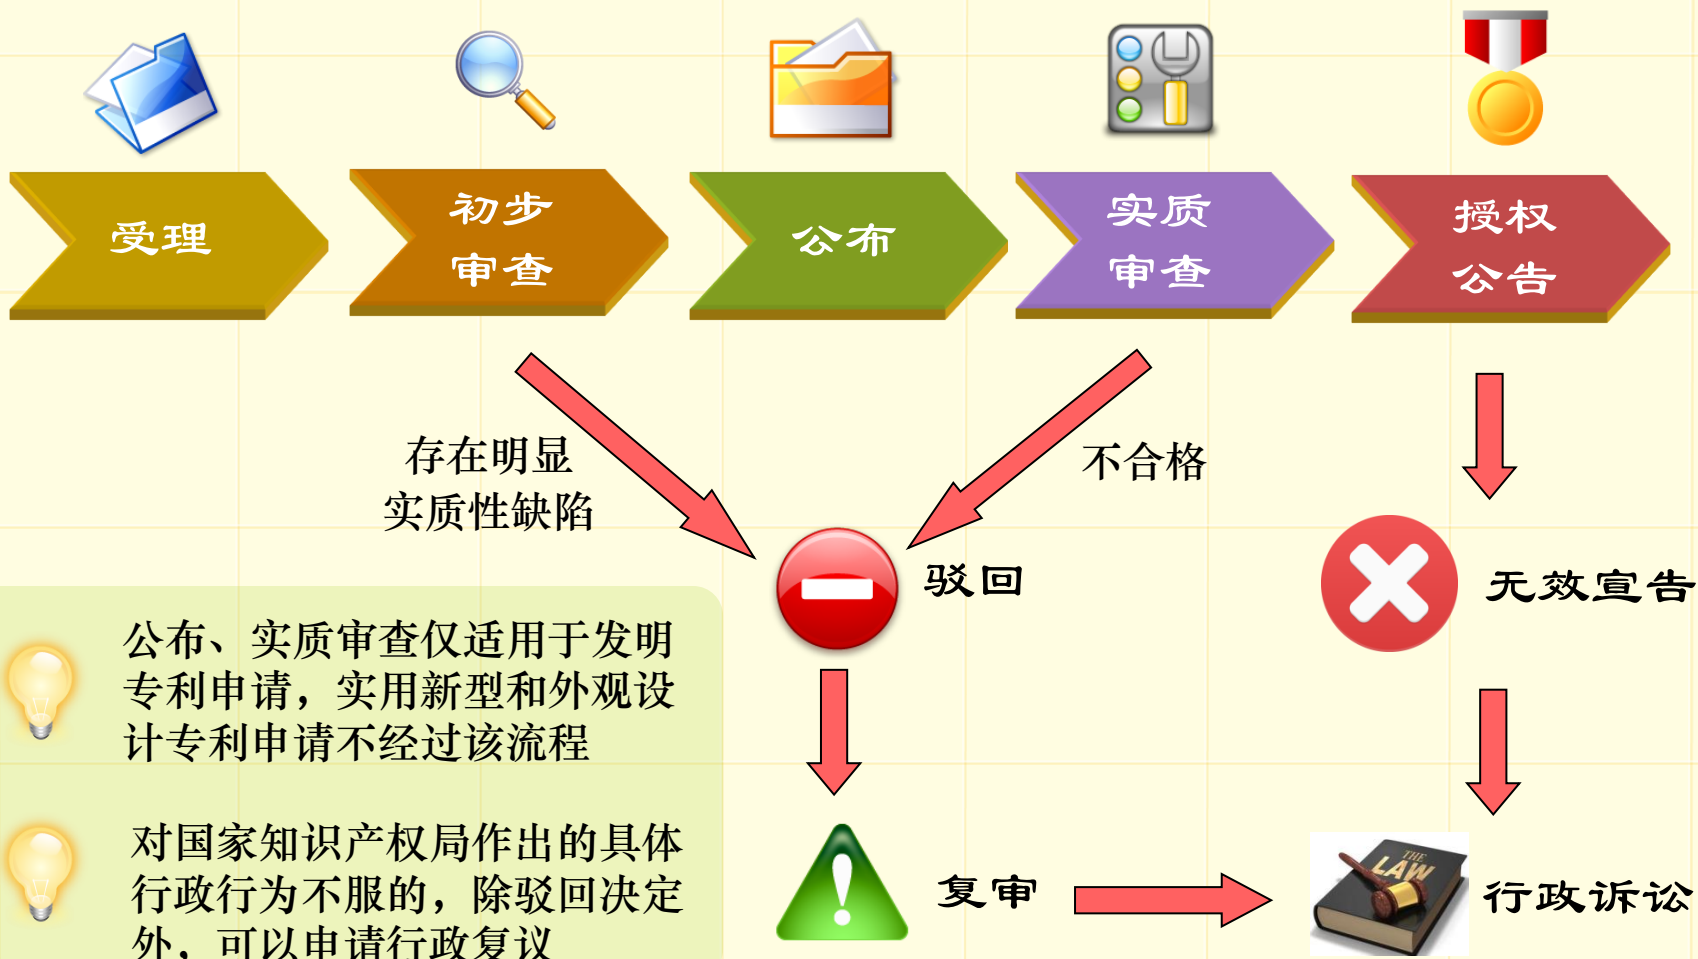 受理
初步
审查
公布
实质
审查
授权
公告
存在明显
实质性缺陷
不合格
驳回
无效宣告
公布、实质审查仅适用于发明
专利申请，实用新型和外观设
计专利申请不经过该流程
对国家知识产权局作出的具体
行政行为不服的，除驳回决定
外，可以申请行政复议
复审
THE
LAW
行政诉讼